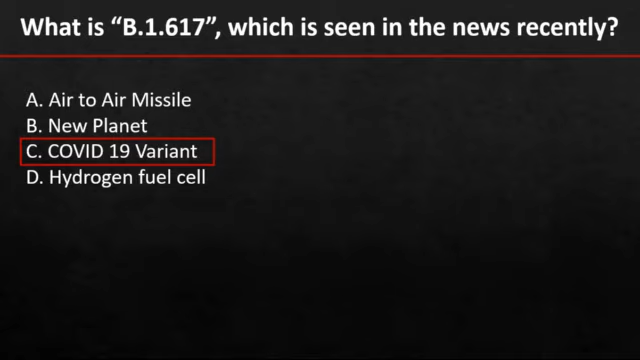 What is “B.1.617”, which is seen in the news recently?
A. Air to Air Missile
B. New Planet
C. COVID 19 Variant
D. Hydrogen fuel cell